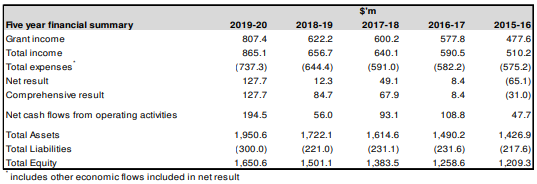 $'m
Five year financial summary 2019-20 2018-19 2017-18 2016-17 2015-16
Grant income 807.4 622.2 600.2 577.8 477.6
Total income 865.1 656.7 640.1 590.5 510.2
Total expenses* (737.3) (644.4) (591.0) (582.2) (575.2)
Net result 127.7 12.3 49.1 8.4 (65.1)
Comprehensive result 127.7 84.7 67.9 8.4 (31.0)
Net cash flows from operating activities 194.5 56.0 93.1 108.8 47.7
Total Assets 1,950.6 1,722.1 1,614.6 1,490.2 1,426.9
Total Liabilities (300.0) (221.0) (231.1) (231.6) (217.6)
Total Equity 1,650.6 1,501.1 1,383.5 1,258.6 1,209.3
* includes other economic flows included in net result